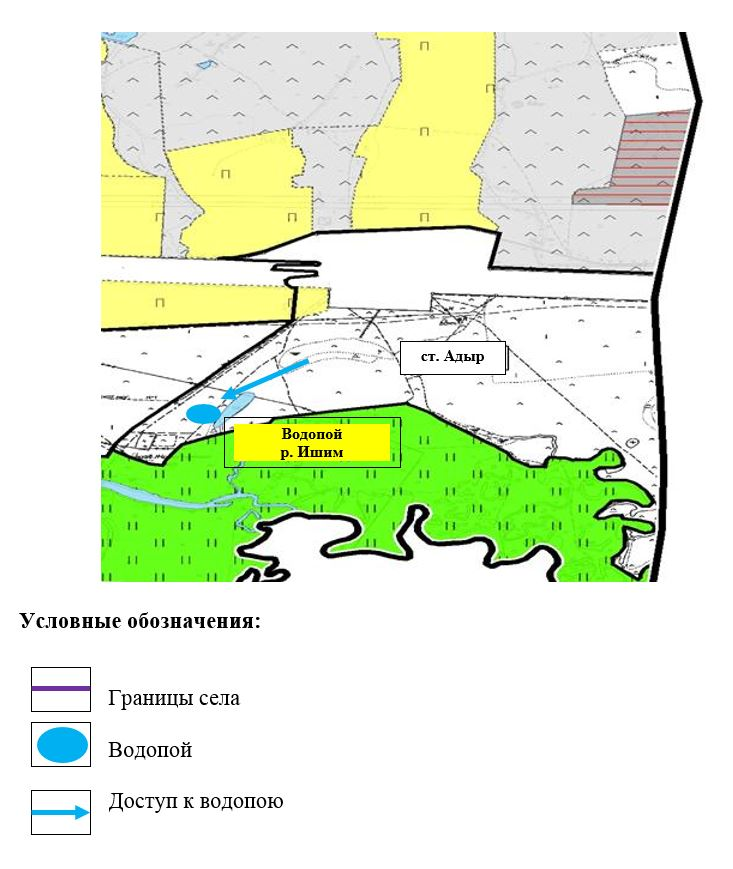 ст. Адыр
Водопой
р. Ишим
Условные обозначения:
Границы села
Водопой
Доступ к водопою